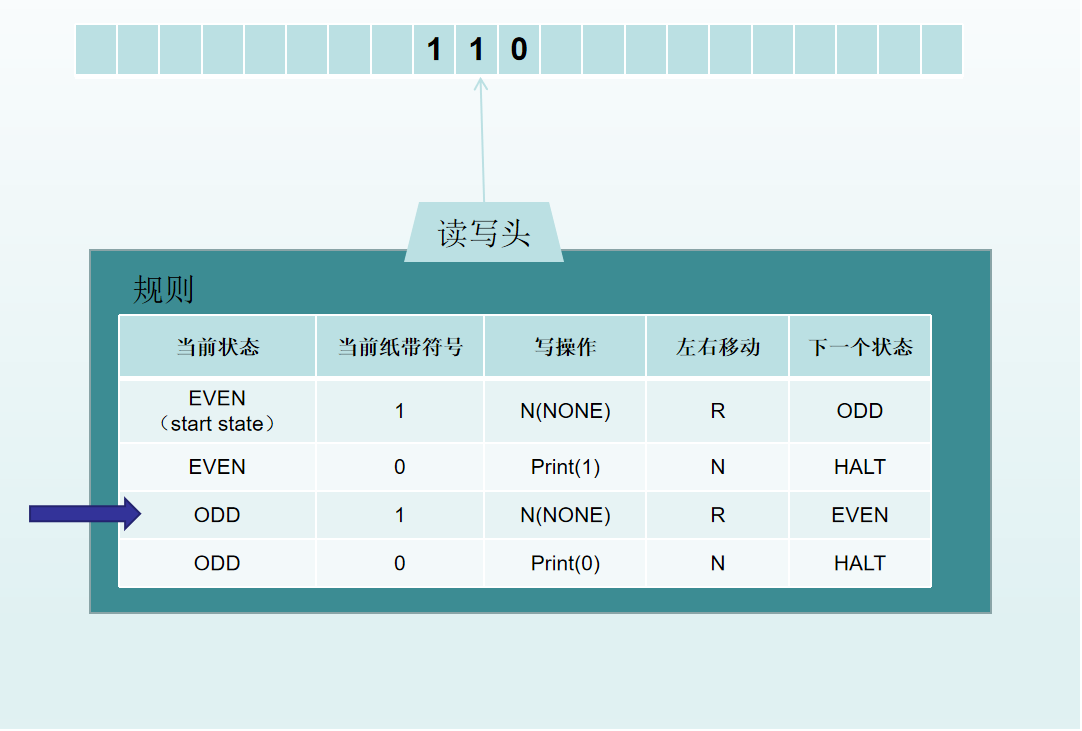 1 1 0
读写头
规则
当前状态 当前纸带符号 写操作 左右移动 下一个状态
EVEN
（start state） 1 N(NONE) R ODD
EVEN 0 Print(1) N HALT
ODD 1 N(NONE) R EVEN
ODD 0 Print(0) N HALT